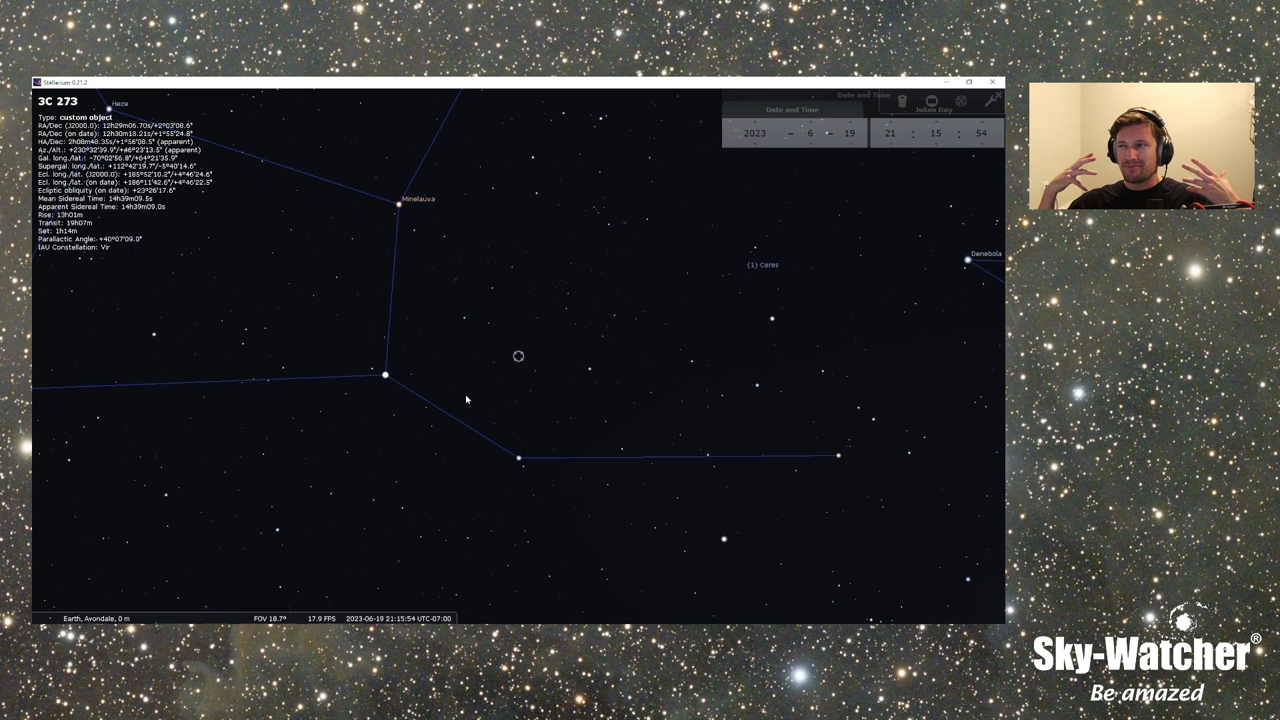 Stellarium 0.21.2
3C 273
Type: custom object
RA/Dec (J2000.0): 12h29m06.70s/+2°03'08.6"
RA/Dec (on date): 12h30m18.21s/+1°55'24.8"
HA/Dec: 2h08m48.35s/+1°56'08.5" (apparent)
Az./Alt.: +230°32'39.9"/+46°23'13.5" (apparent)
Gal. long./lat.: -70°02'56.8"/+64°21'35.9"
Supergal. long./lat.: +112°42'19.7"/-5°40'14.6"
Ecl. long./lat. (J2000.0): +185°52'10.2"/+4°46'24.6"
Ecl. long./lat. (on date): +186°11'42.6"/+4°46'22.5"
Ecliptic obliquity (on date): +23°26'17.6"
Mean Sidereal Time: 14h39m09.5s
Apparent Sidereal Time: 14h39m09.0s
Rise: 13h01m
Transit: 19h07m
Set: 1h14m
Parallactic Angle: +40°07'09.0"
IAU Constellation: Vir
Heze
Minelauva
(1) Ceres
Denebola
Date and Time
Date and Time
Julian Day
2023 - 6 - 19 21 : 15 : 54
Earth, Avondale, 0 m FOV 18.7° 17.9 FPS 2023-06-19 21:15:54 UTC-07:00
Sky-Watcher®
Be amazed